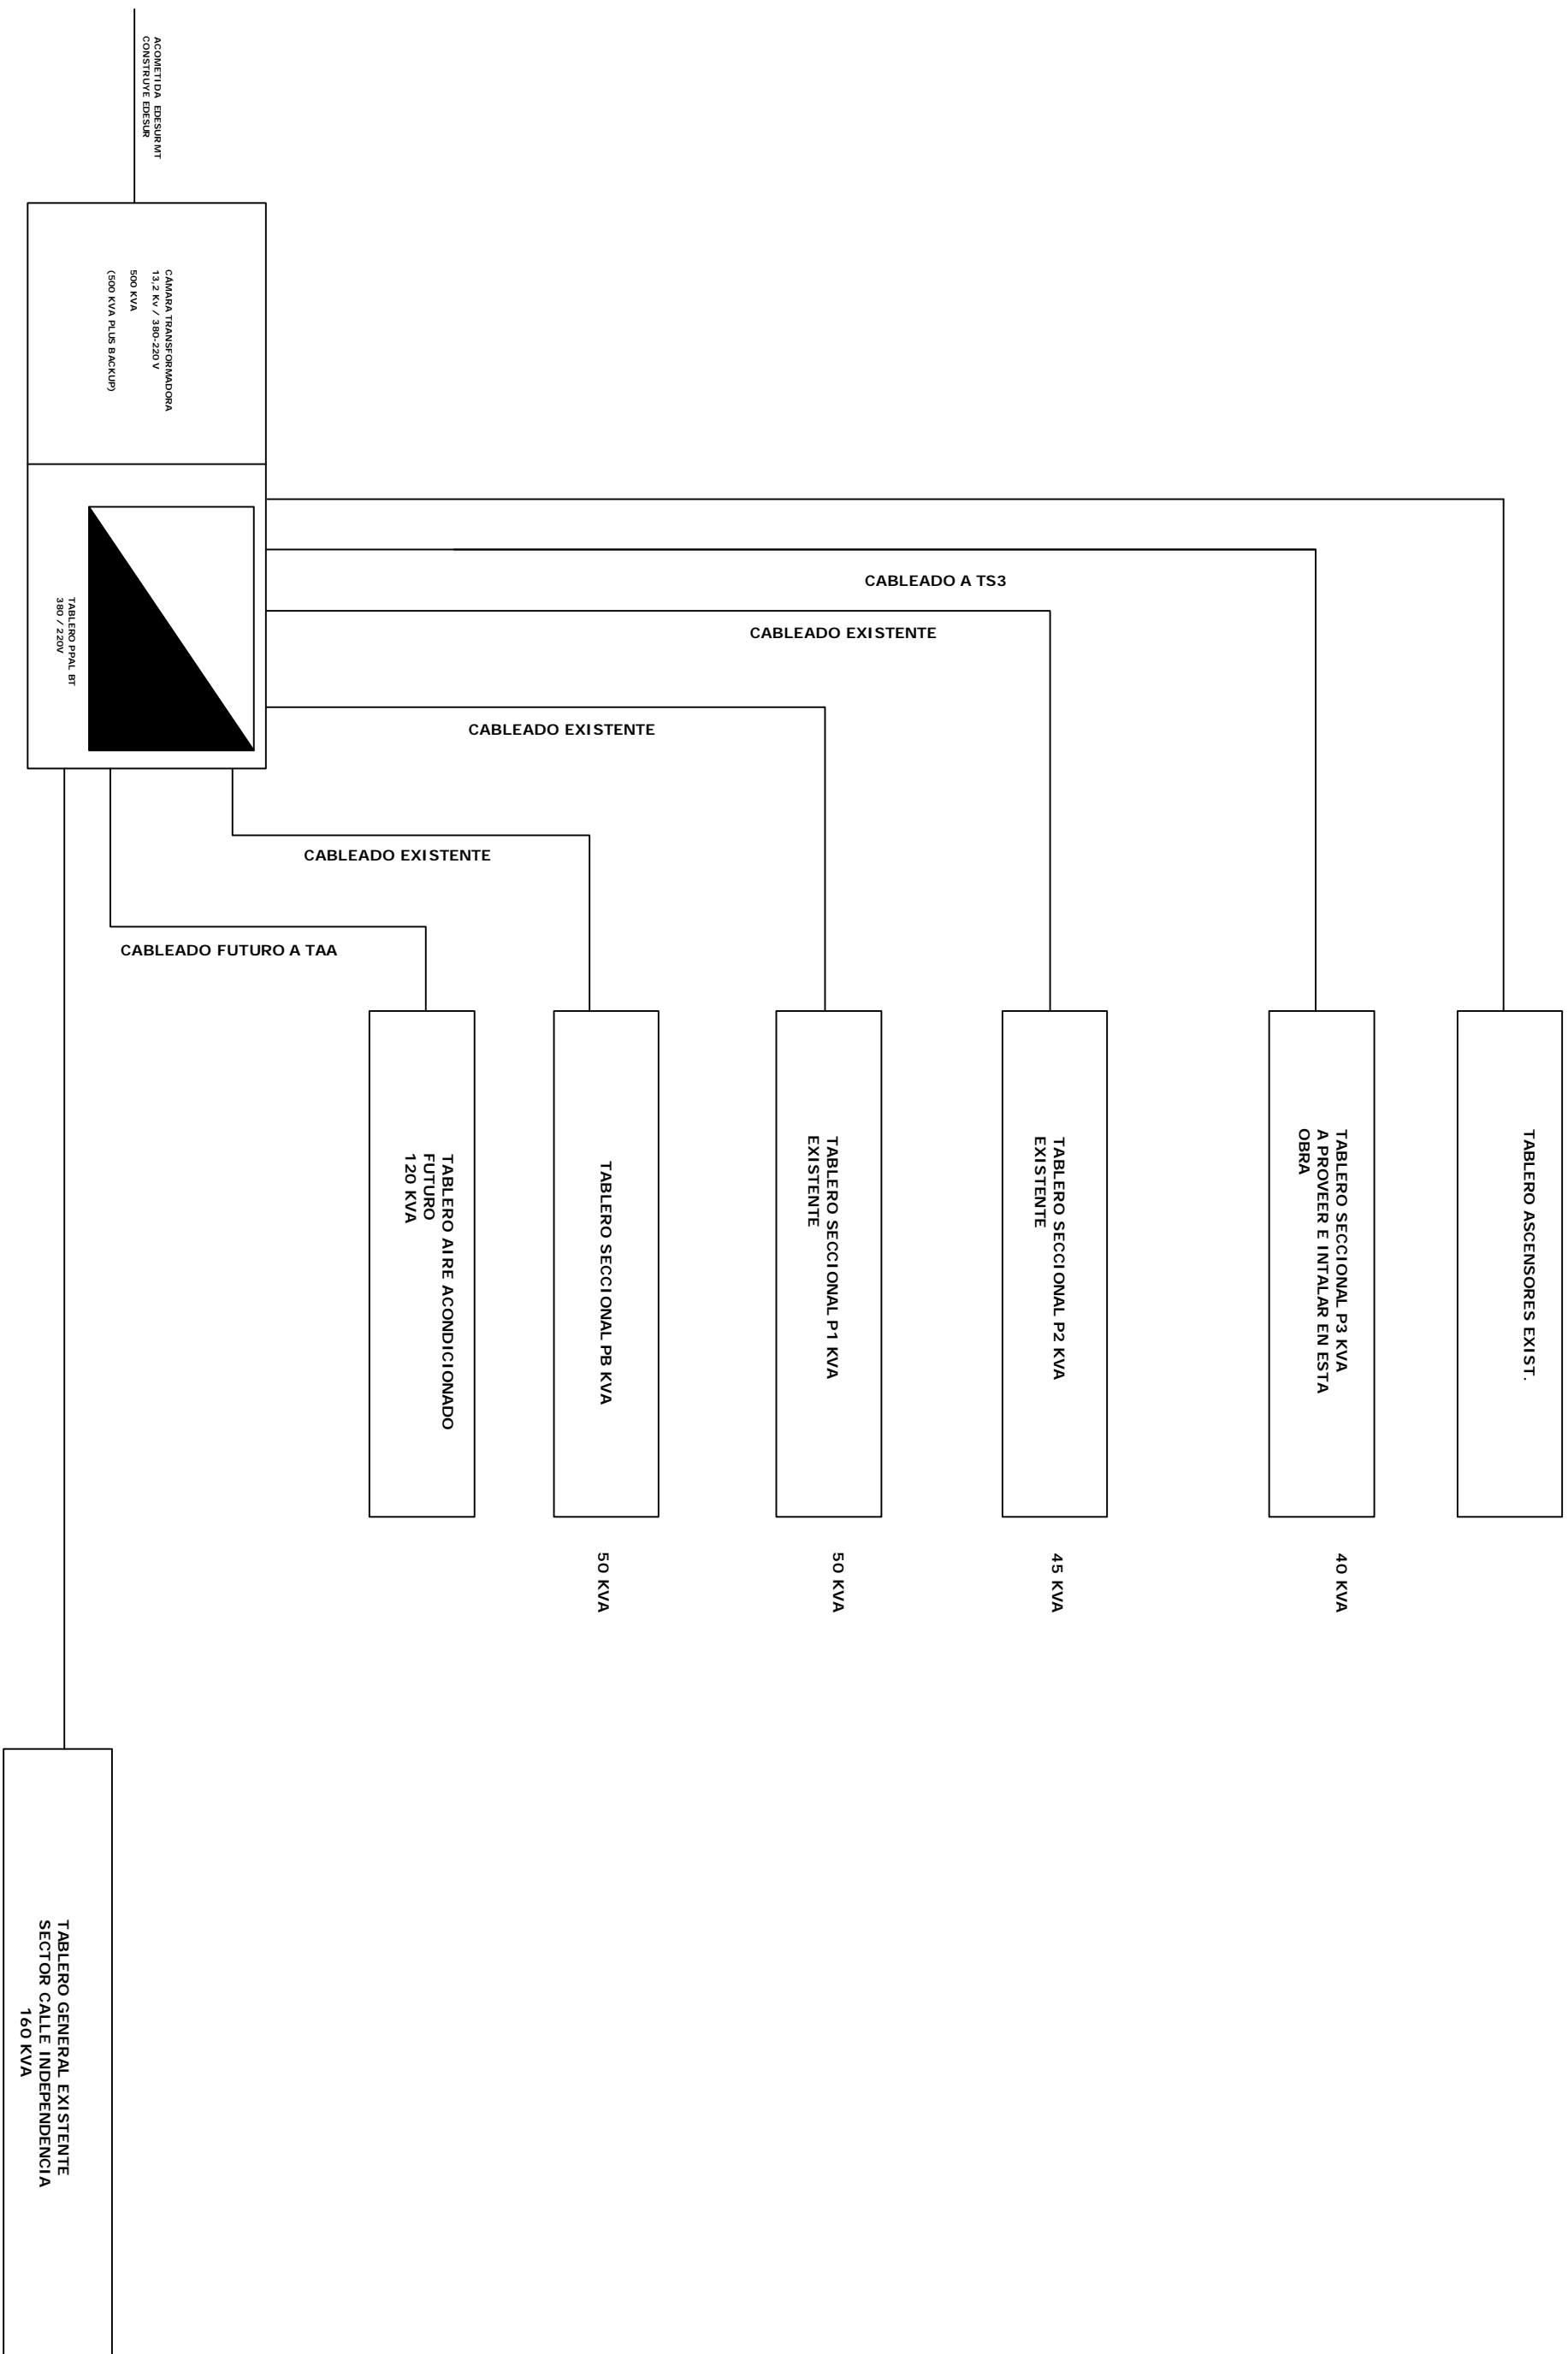 ACOMETIDA EDESUR MT
CONSTRUYE EDESUR
CÁMARA TRANSFORMADORA
13,2 Kv / 380-220 V
500 KVA
(500 KVA PLUS BACKUP)
TABLERO PPAL BT
380 / 220V
CABLEADO A TS3
CABLEADO EXISTENTE
CABLEADO EXISTENTE
CABLEADO EXISTENTE
CABLEADO FUTURO A TAA
TABLERO ASCENSORES EXIST.
TABLERO SECCIONAL P3 KVA
A PROVEER E INTALAR EN ESTA
OBRA
40 KVA
TABLERO SECCIONAL P2 KVA
EXISTENTE
45 KVA
TABLERO SECCIONAL P1 KVA
EXISTENTE
50 KVA
TABLERO SECCIONAL PB KVA
50 KVA
TABLERO AIRE ACONDICIONADO
FUTURO
120 KVA
TABLERO GENERAL EXISTENTE
SECTOR CALLE INDEPENDENCIA
160 KVA